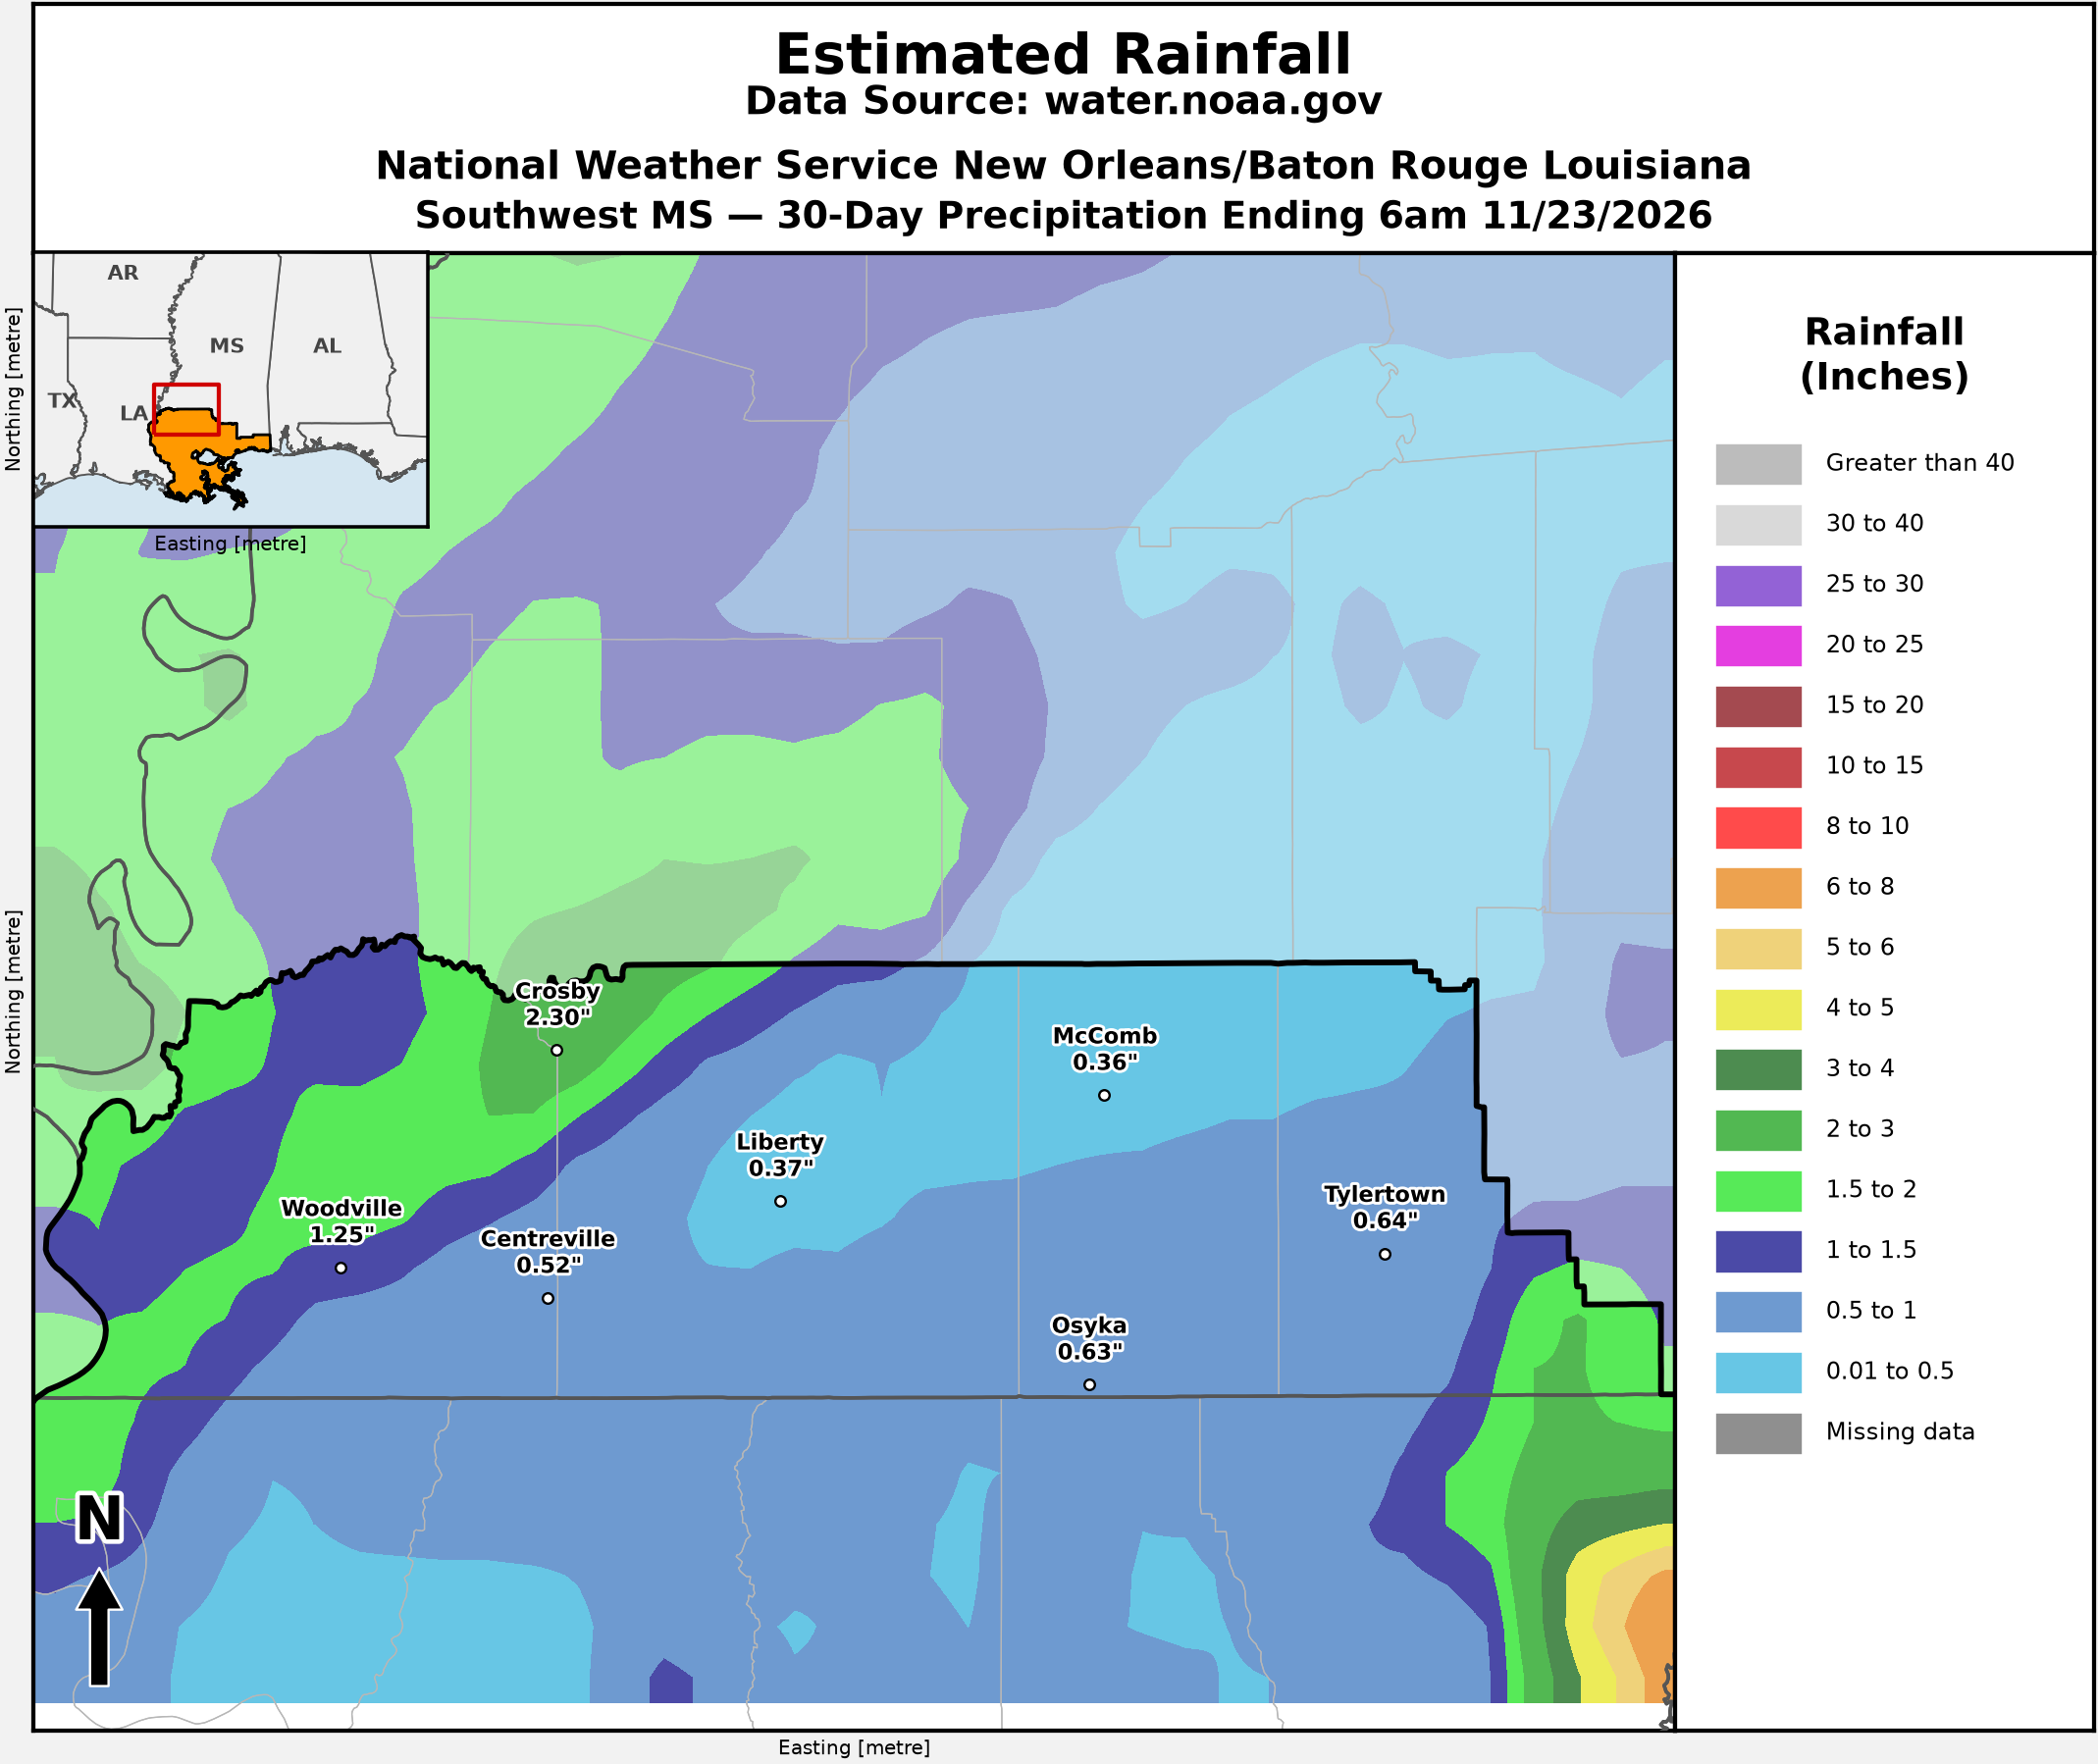 Estimated Rainfall
Data Source: water.noaa.gov
National Weather Service New Orleans/Baton Rouge Louisiana
Southwest MS — 30-Day Precipitation Ending 6am 11/23/2026
Northing [metre]
AR
MS
AL
TX
LA
Easting [metre]
Northing [metre]
Crosby
2.30"
McComb
0.36"
Liberty
0.37"
Woodville
1.25"
Centreville
0.52"
Tylertown
0.64"
Osyka
0.63"
N
Easting [metre]
Rainfall
(Inches)
Greater than 40
30 to 40
25 to 30
20 to 25
15 to 20
10 to 15
8 to 10
6 to 8
5 to 6
4 to 5
3 to 4
2 to 3
1.5 to 2
1 to 1.5
0.5 to 1
0.01 to 0.5
Missing data